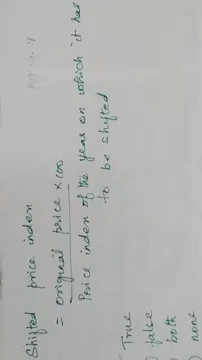 Shifted price index
= original price × 100
Price index of the year on which it has
to be shifted
True
) false
) both
) none